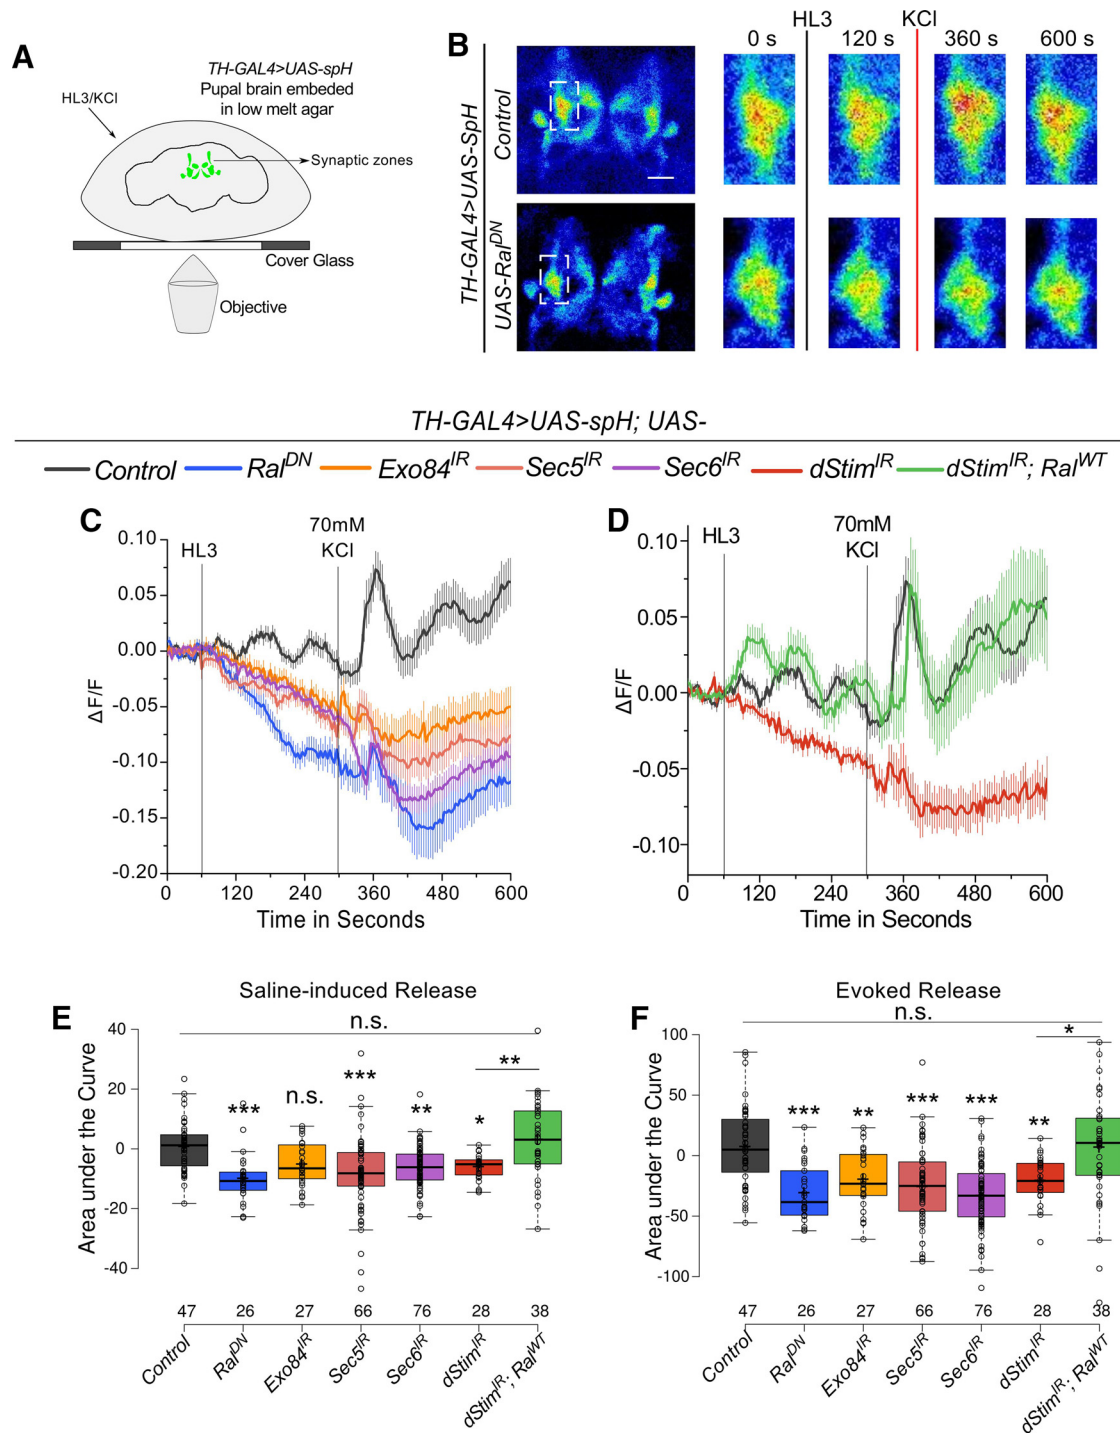 A
TH-GAL4>UAS-spH
Pupal brain embeded
in low melt agar
HL3/KCl
Synaptic zones
Cover Glass
Objective
B
HL3
KCl
0 s
120 s
360 s
600 s
TH-GAL4>UAS-SpH
Control
UAS-Ral^DN
TH-GAL4>UAS-spH; UAS-
Control
Ral^DN
Exo84^IR
Sec5^IR
Sec6^IR
dStim^IR
dStim^IR; Ral^WT
C
HL3
70mM
KCl
0.10
0.05
0.00
-0.05
-0.10
-0.15
-0.20
ΔF/F
0
120
240
360
480
600
Time in Seconds
D
HL3
70mM
KCl
0.10
0.05
0.00
-0.05
-0.10
ΔF/F
0
120
240
360
480
600
Time in Seconds
E
Saline-induced Release
n.s.
***
n.s.
***
**
*
**
40
20
0
-20
-40
Area under the Curve
47
26
27
66
76
28
38
Control
Ral^DN
Exo84^IR
Sec5^IR
Sec6^IR
dStim^IR
dStim^IR; Ral^WT
F
Evoked Release
n.s.
*
***
**
***
***
**
100
50
0
-50
-100
Area under the Curve
47
26
27
66
76
28
38
Control
Ral^DN
Exo84^IR
Sec5^IR
Sec6^IR
dStim^IR
dStim^IR; Ral^WT